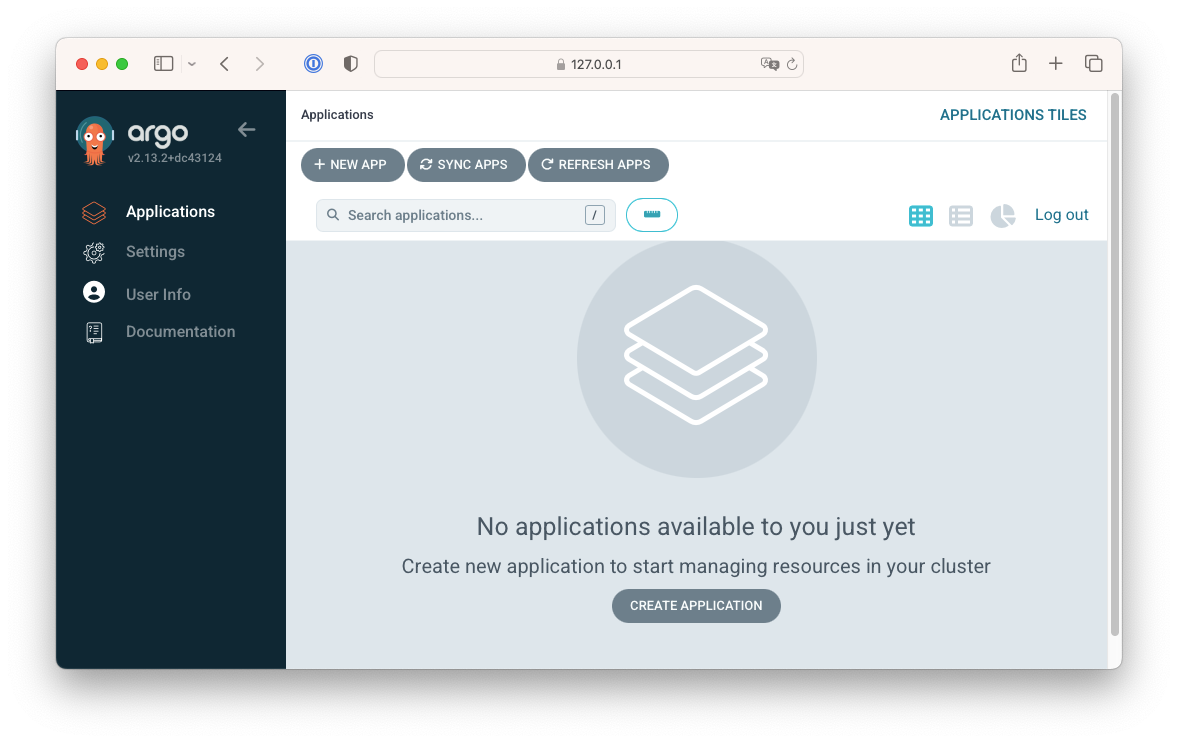 127.0.0.1
argo
v2.13.2+dc43124
Applications
Settings
User Info
Documentation
Applications
APPLICATIONS TILES
NEW APP
SYNC APPS
REFRESH APPS
Search applications...
/
Log out
No applications available to you just yet
Create new application to start managing resources in your cluster
CREATE APPLICATION